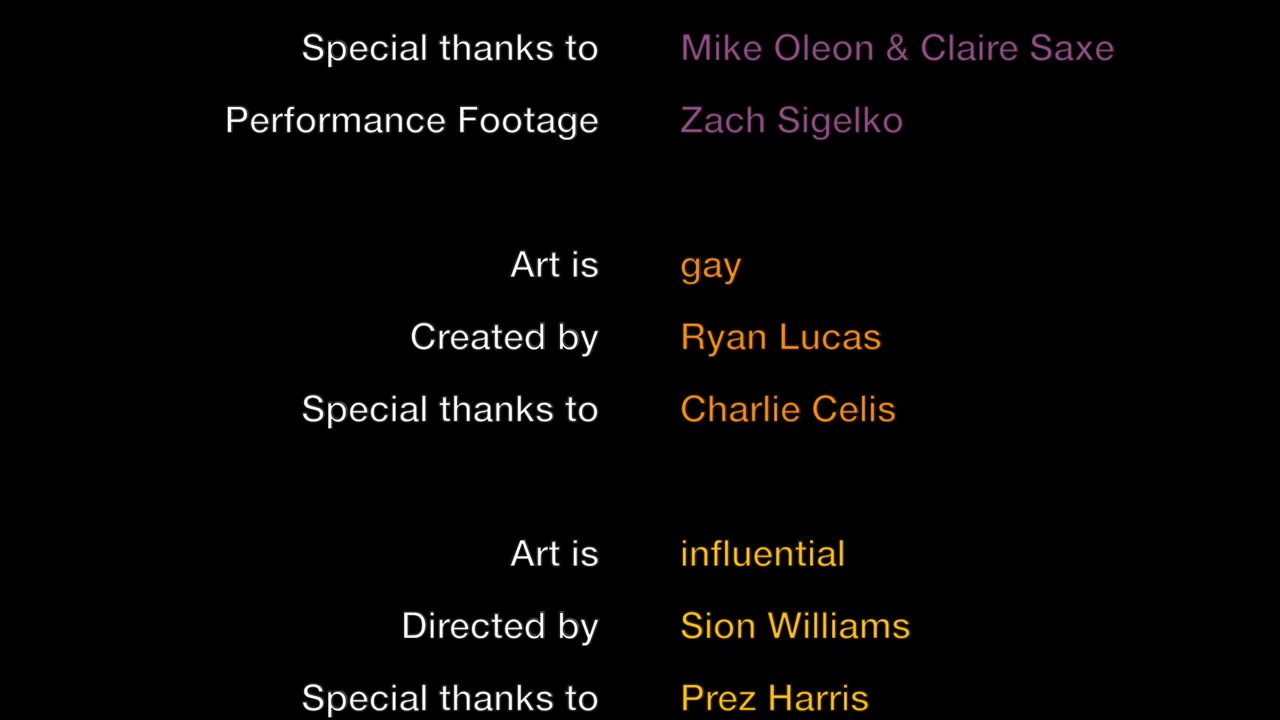 Special thanks to Mike Oleon & Claire Saxe
Performance Footage Zach Sigelko
Art is gay
Created by Ryan Lucas
Special thanks to Charlie Celis
Art is influential
Directed by Sion Williams
Special thanks to Prez Harris